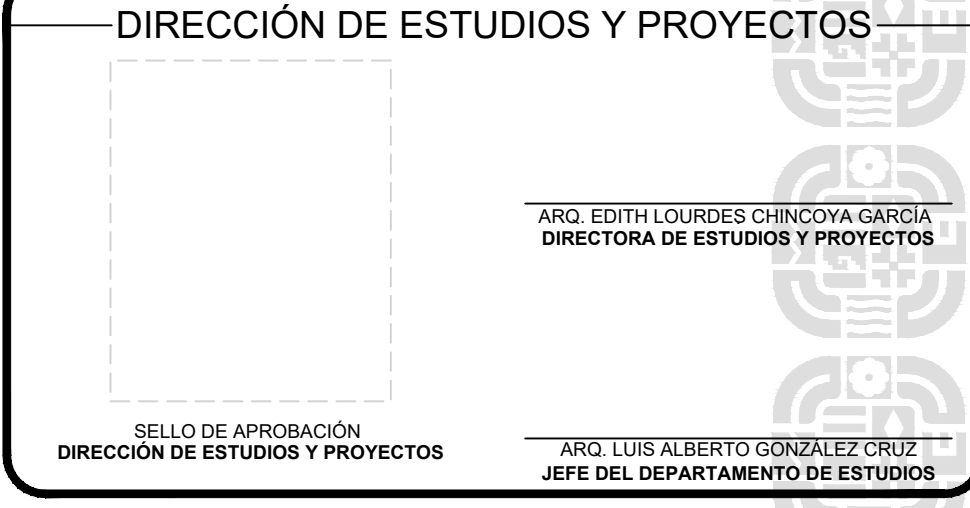 DIRECCIÓN DE ESTUDIOS Y PROYECTOS
ARQ. EDITH LOURDES CHINCOYA GARCÍA
DIRECTORA DE ESTUDIOS Y PROYECTOS
SELLO DE APROBACIÓN
DIRECCIÓN DE ESTUDIOS Y PROYECTOS
ARQ. LUIS ALBERTO GONZÁLEZ CRUZ
JEFE DEL DEPARTAMENTO DE ESTUDIOS